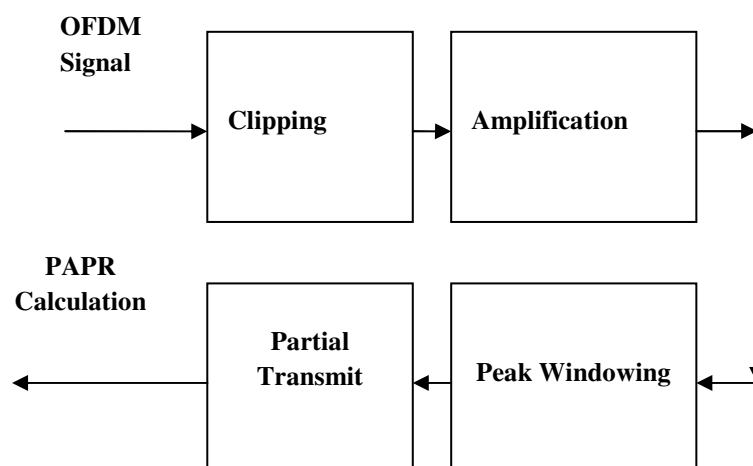 OFDM
Signal
Clipping
Amplification
PAPR
Calculation
Partial
Transmit
Peak Windowing